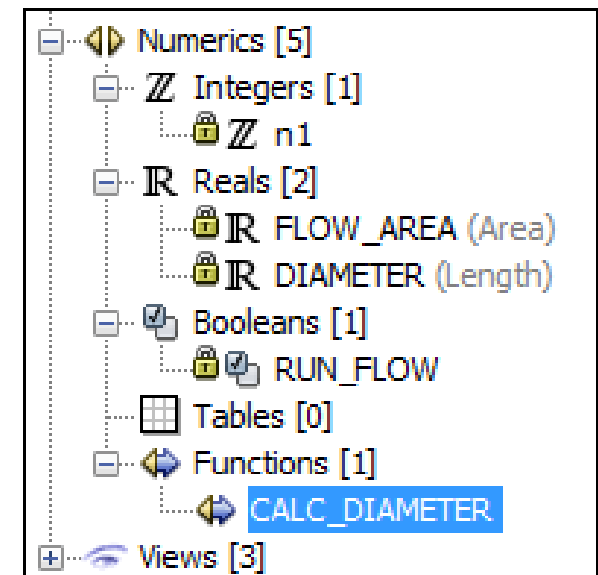 Numerics [5]
ℤ Integers [1]
ℤ n1
ℝ Reals [2]
ℝ FLOW_AREA (Area)
ℝ DIAMETER (Length)
Booleans [1]
RUN_FLOW
Tables [0]
Functions [1]
CALC_DIAMETER
Views [3]